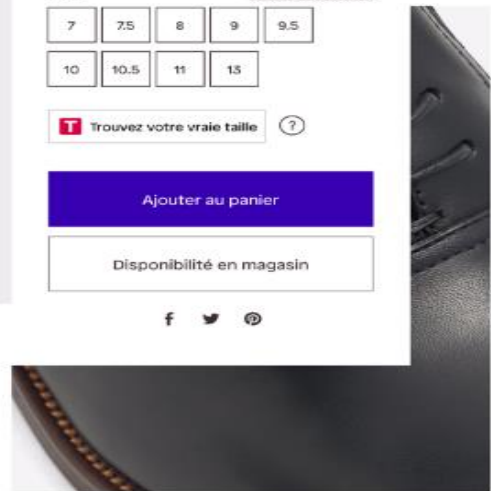 7 7.5 8 9 9.5
10 10.5 11 13
T Trouvez votre vraie taille ?
Ajouter au panier
Disponibilité en magasin